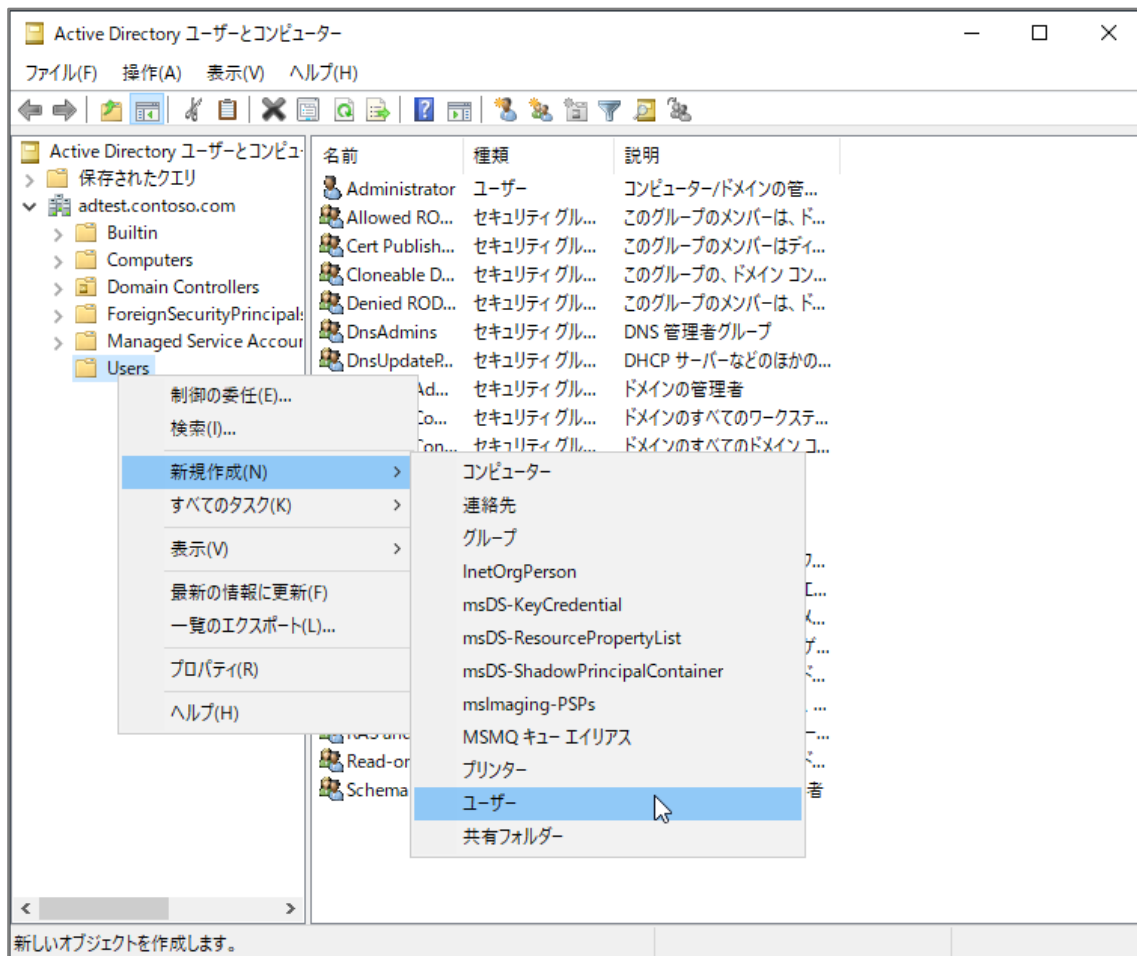 Active Directory ユーザーとコンピューター
ファイル(F) 操作(A) 表示(V) ヘルプ(H)
Active Directory ユーザーとコンピュ
保存されたクエリ
adtest.contoso.com
Builtin
Computers
Domain Controllers
ForeignSecurityPrincipals
Managed Service Accour
Users
名前 種類 説明
Administrator ユーザー コンピューター/ドメインの管...
Allowed RO... セキュリティ グル... このグループのメンバーは、ド...
Cert Publish... セキュリティ グル... このグループのメンバーはディ...
Cloneable D... セキュリティ グル... このグループの、ドメイン コン...
Denied ROD... セキュリティ グル... このグループのメンバーは、ド...
DnsAdmins セキュリティ グル... DNS 管理者グループ
DnsUpdateP... セキュリティ グル... DHCP サーバーなどのほかの...
Ad... セキュリティ グル... ドメインの管理者
Co... セキュリティ グル... ドメインのすべてのワークステ...
Con... セキュリティ グル... ドメインのすべてのドメイン コ...
RAS and
Read-or
Schema 者
制御の委任(E)...
検索(I)...
新規作成(N)
すべてのタスク(K)
表示(V)
最新の情報に更新(F)
一覧のエクスポート(L)...
プロパティ(R)
ヘルプ(H)
コンピューター
連絡先
グループ
InetOrgPerson
msDS-KeyCredential
msDS-ResourcePropertyList
msDS-ShadowPrincipalContainer
msImaging-PSPs
MSMQ キュー エイリアス
プリンター
ユーザー
共有フォルダー
新しいオブジェクトを作成します。